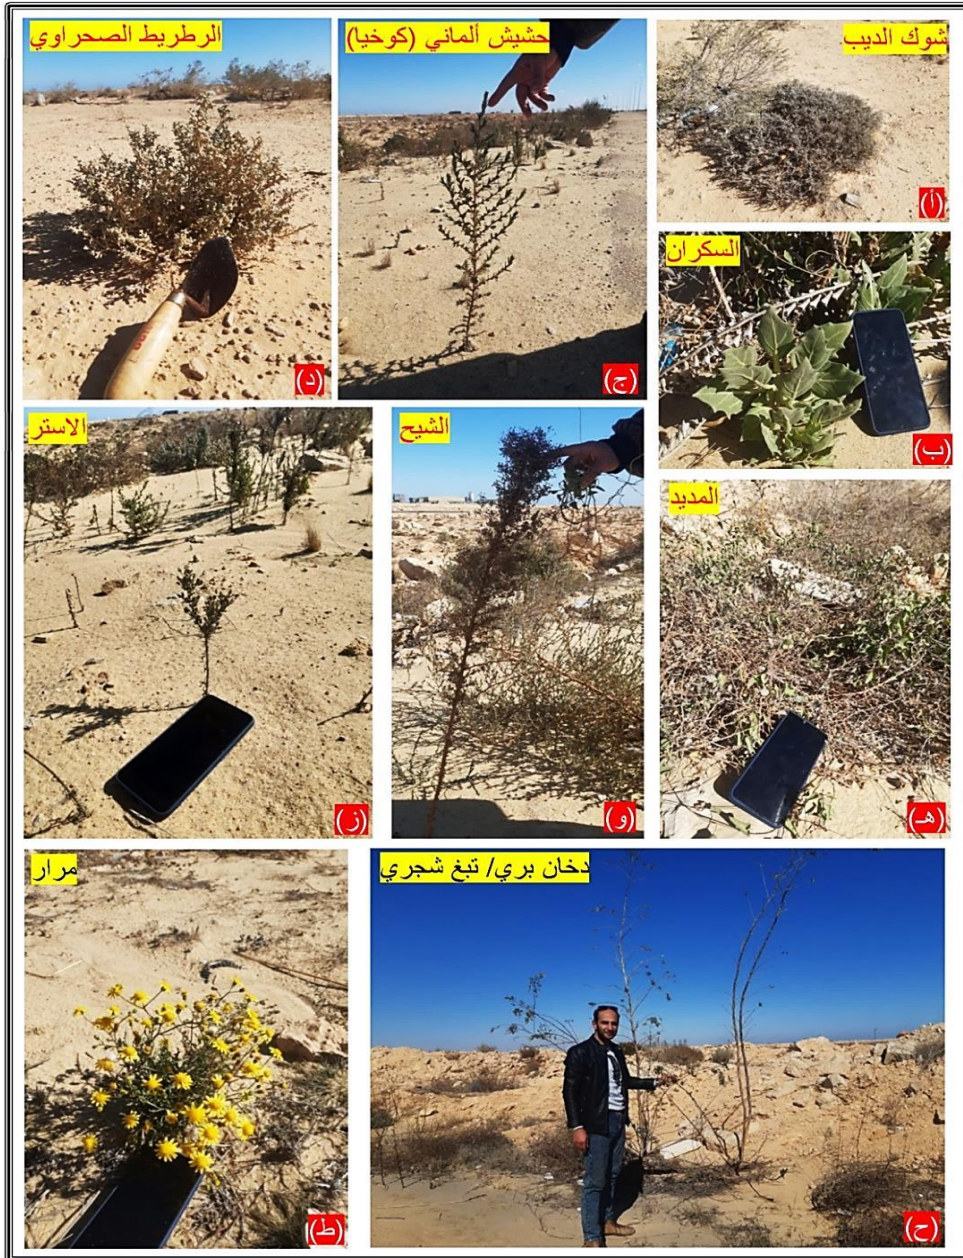 شوك الديب
(أ)
حشيش ألماني (كوخيا)
(ج)
الرطريط الصحراوي
(د)
السكران
(ب)
المديد
(هـ)
الشيح
(و)
الاستر
(ز)
دخان بري/ تبغ شجري
(ح)
مرار
(ط)